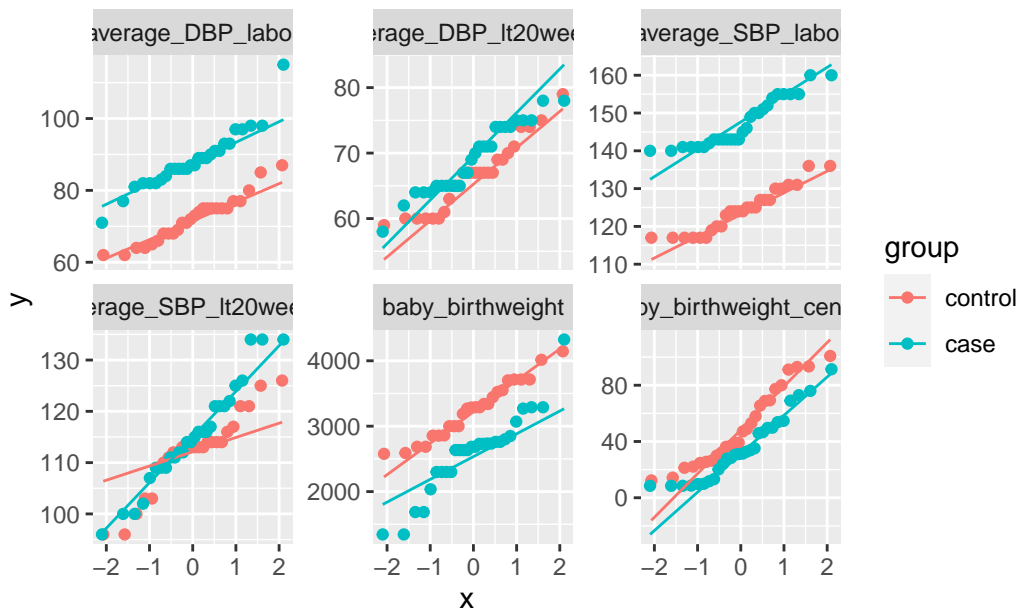 average_DBP_labo
erage_DBP_lt20wee
average_SBP_labo
100
80
60
80
70
60
160
150
140
130
120
110
erage_SBP_lt20wee
baby_birthweight
by_birthweight_cen
130
120
110
100
4000
3000
2000
80
40
0
−2 −1 0 1 2
−2 −1 0 1 2
−2 −1 0 1 2
y
x
group
control
case